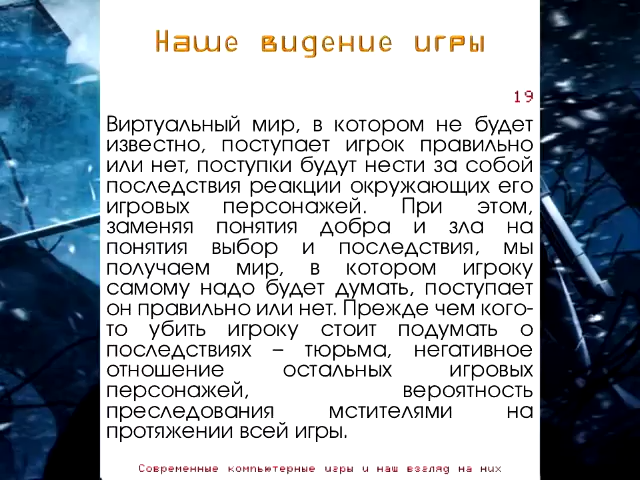 Наше видение игры
19
Виртуальный мир, в котором не будет
известно, поступает игрок правильно
или нет, поступки будут нести за собой
последствия реакции окружающих его
игровых персонажей. При этом,
заменяя понятия добра и зла на
понятия выбор и последствия, мы
получаем мир, в котором игроку
самому надо будет думать, поступает
он правильно или нет. Прежде чем кого-
то убить игроку стоит подумать о
последствиях – тюрьма, негативное
отношение остальных игровых
персонажей, вероятность
преследования мстителями на
протяжении всей игры.
Современные компьютерные игры и наш взгляд на них